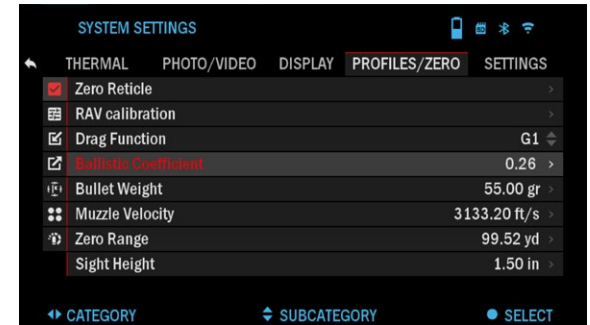 SYSTEM SETTINGS
THERMAL PHOTO/VIDEO DISPLAY PROFILES/ZERO SETTINGS
Zero Reticle
RAV calibration
Drag Function G1
Ballistic Coefficient 0.26
Bullet Weight 55.00 gr
Muzzle Velocity 3133.20 ft/s
Zero Range 99.52 yd
Sight Height 1.50 in
CATEGORY SUBCATEGORY SELECT